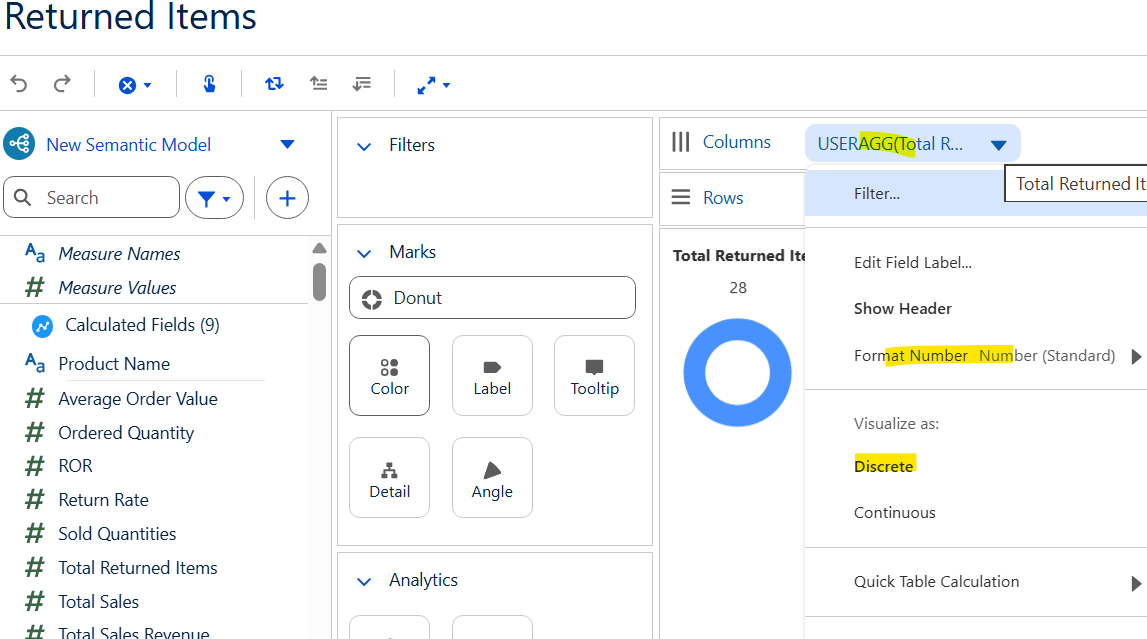 Returned Items
New Semantic Model
Search
Aa Measure Names
# Measure Values
Calculated Fields (9)
Aa Product Name
# Average Order Value
# Ordered Quantity
# ROR
# Return Rate
# Sold Quantities
# Total Returned Items
# Total Sales
# Total Sales Revenue
Filters
Marks
Donut
Color Label Tooltip
Detail Angle
Analytics
Columns USERAGG(Total R...
Rows
Total Returned Ite
28
Filter...
Total Returned It
Edit Field Label...
Show Header
Format Number Number (Standard)
Visualize as:
Discrete
Continuous
Quick Table Calculation